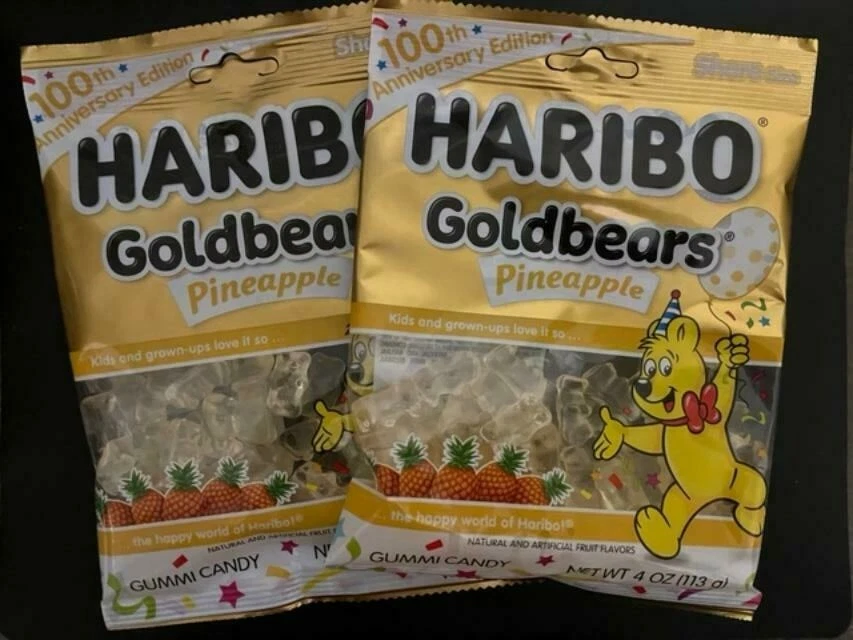 100th
Anniversary Edition
Sh
HARIBO
Goldbea
Pineapple
Kids and grown-ups love it so ...
the happy world of Haribo!®
NATURAL AND ARTIFICIAL FRUIT
GUMMI CANDY
N
100th
Anniversary Edition
Share Size
HARIBO®
Goldbears®
Pineapple
Kids and grown-ups love it so ...
... the happy world of Haribo!®
NATURAL AND ARTIFICIAL FRUIT FLAVORS
GUMMI CANDY
NET WT 4 OZ (113 g)